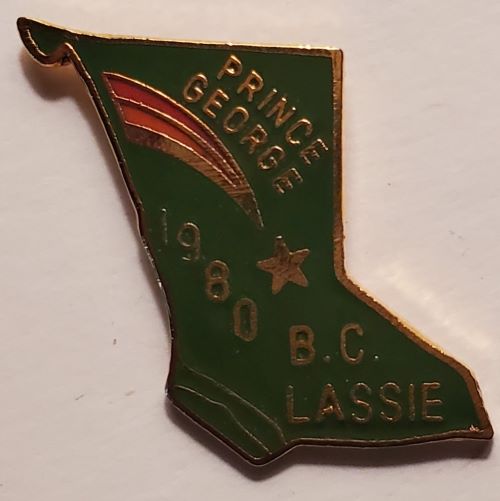 PRINCE
GEORGE
1980
B.C.
LASSIE